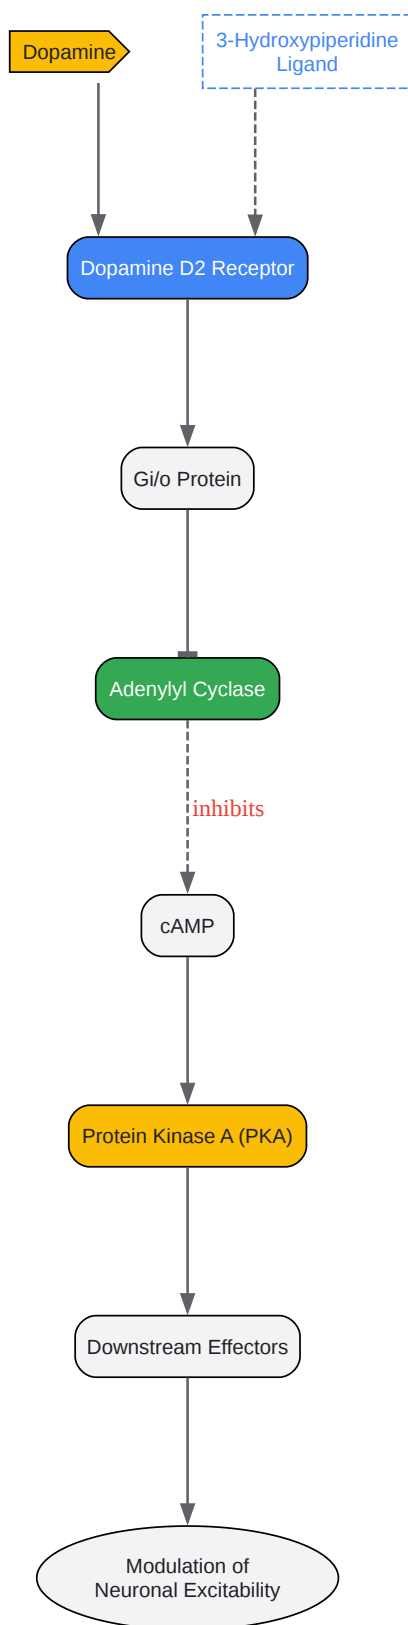 Dopamine
3-Hydroxypiperidine
Ligand
Dopamine D2 Receptor
Gi/o Protein
Adenylyl Cyclase
inhibits
cAMP
Protein Kinase A (PKA)
Downstream Effectors
Modulation of
Neuronal Excitability